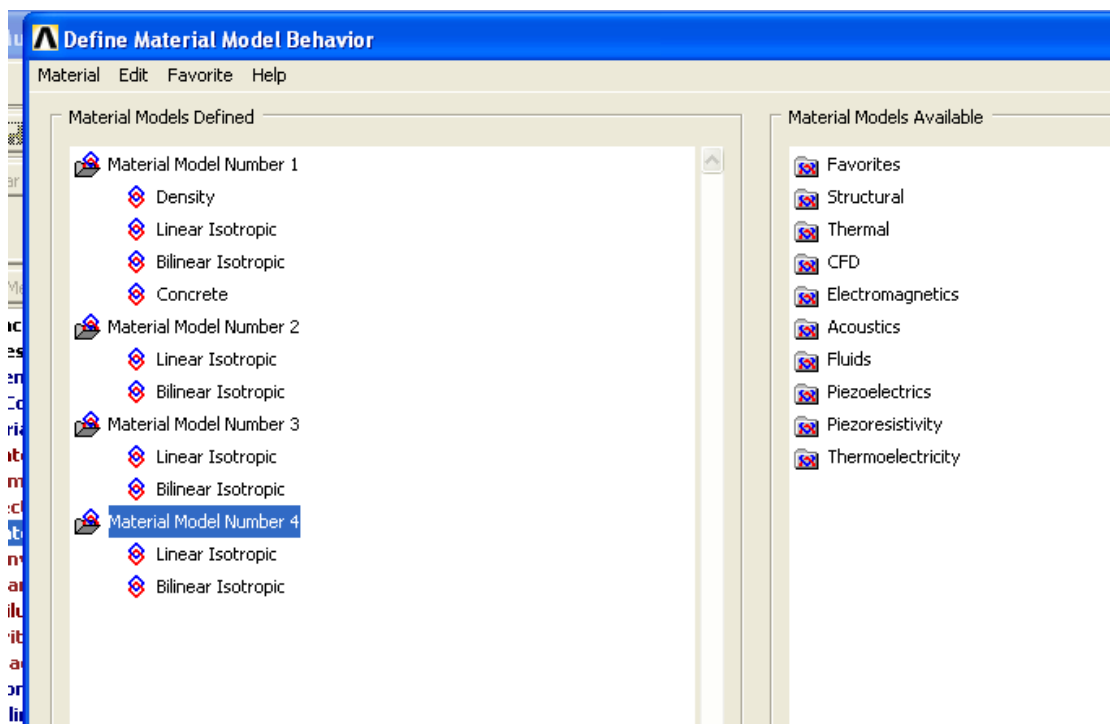 Define Material Model Behavior
Material Edit Favorite Help
Material Models Defined
Material Model Number 1
Density
Linear Isotropic
Bilinear Isotropic
Concrete
Material Model Number 2
Linear Isotropic
Bilinear Isotropic
Material Model Number 3
Linear Isotropic
Bilinear Isotropic
Material Model Number 4
Linear Isotropic
Bilinear Isotropic
Material Models Available
Favorites
Structural
Thermal
CFD
Electromagnetics
Acoustics
Fluids
Piezoelectrics
Piezoresistivity
Thermoelectricity